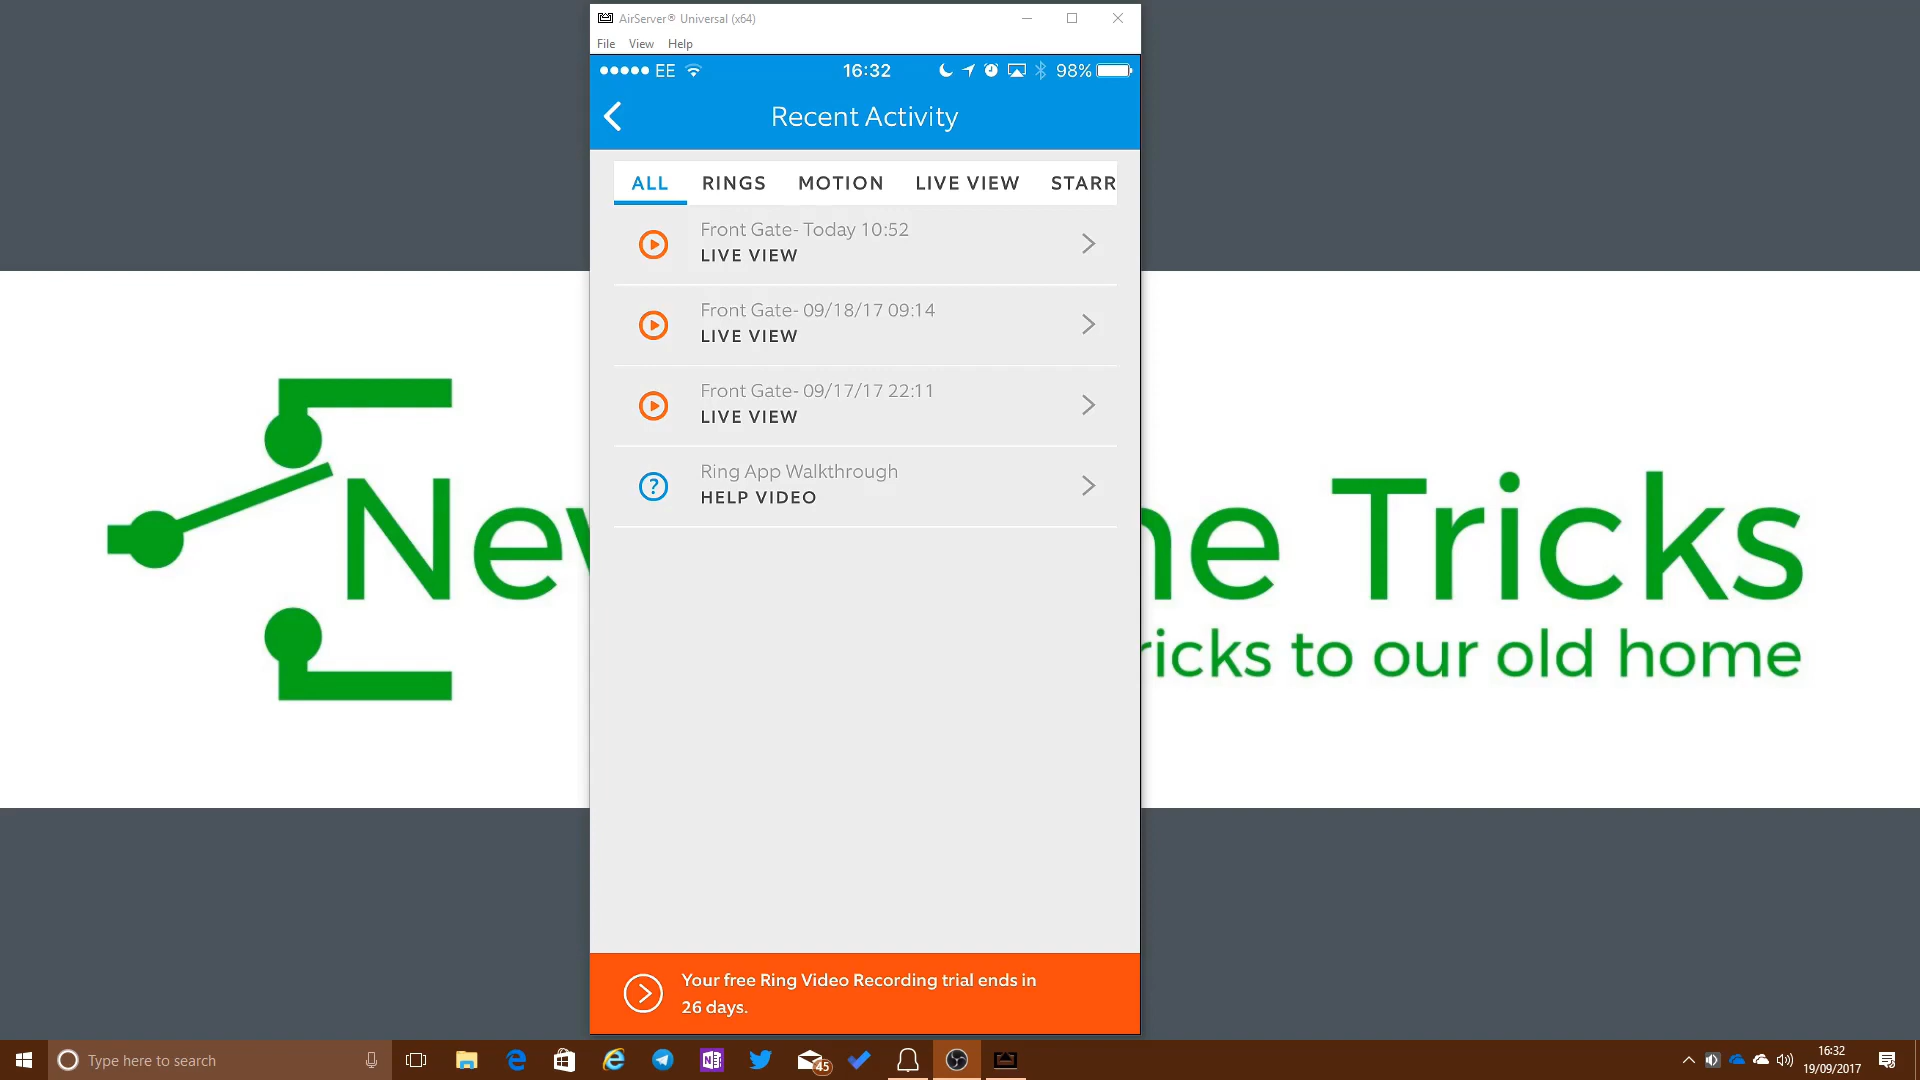 AirServer® Universal (x64)
File View Help
EE 16:32 98%
Recent Activity
ALL RINGS MOTION LIVE VIEW STARR
Front Gate- Today 10:52
LIVE VIEW
Front Gate- 09/18/17 09:14
LIVE VIEW
Front Gate- 09/17/17 22:11
LIVE VIEW
Ring App Walkthrough
HELP VIDEO
Your free Ring Video Recording trial ends in
26 days.
New
me Tricks
ricks to our old home
Type here to search
45
16:32
19/09/2017